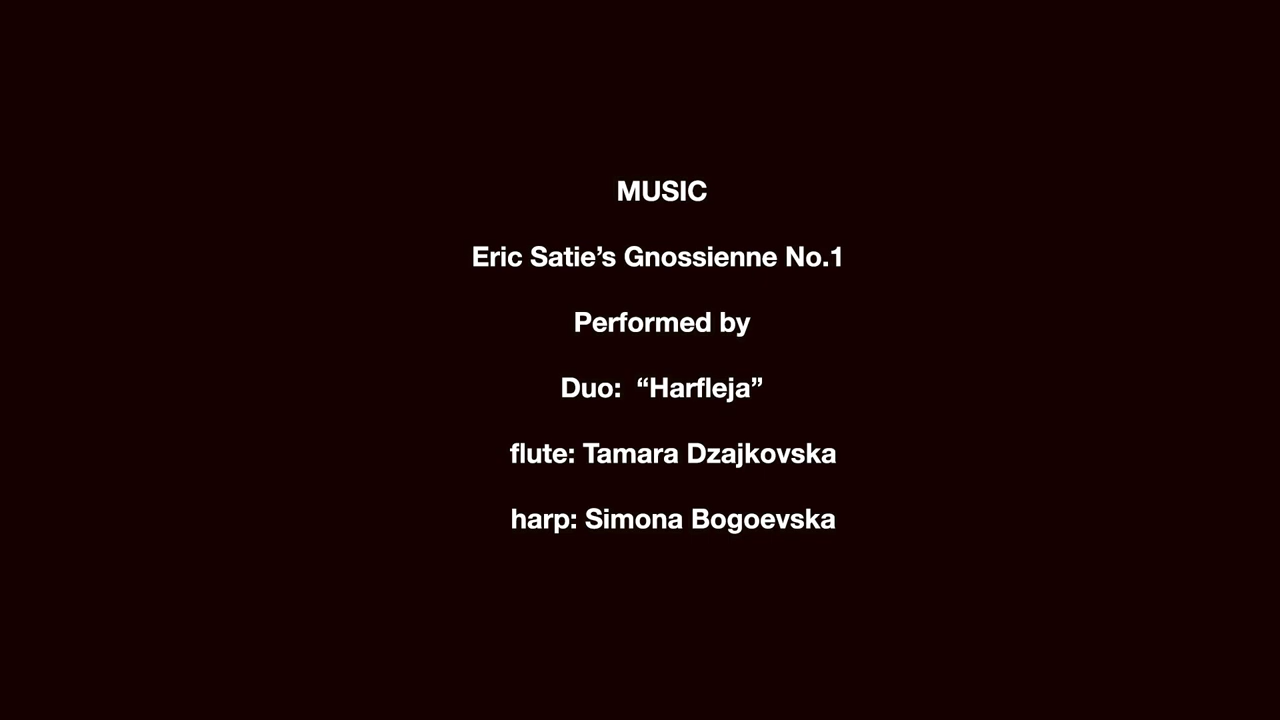 MUSIC
Eric Satie’s Gnossienne No.1
Performed by
Duo:  “Harfleja”
flute: Tamara Dzajkovska
harp: Simona Bogoevska